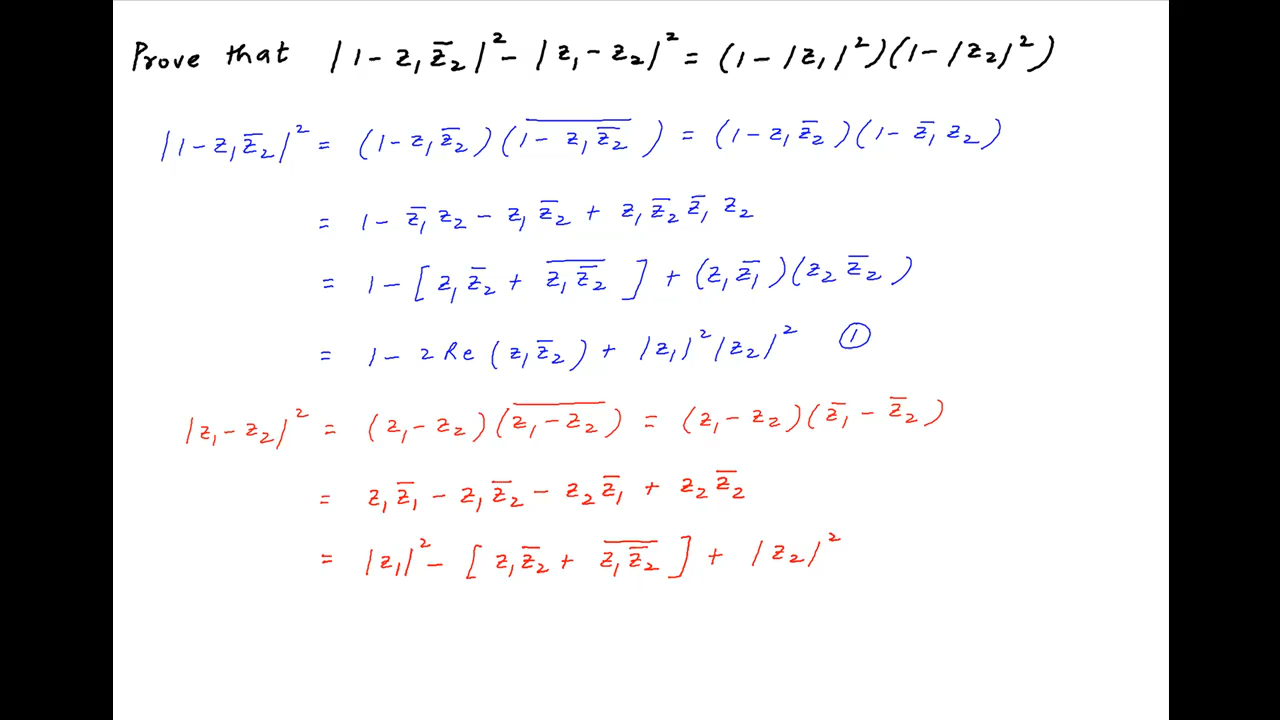 Prove that |1 - z₁z̄₂|² - |z₁ - z₂|² = (1 - |z₁|²)(1 - |z₂|²)
|1 - z₁z̄₂|² = (1 - z₁z̄₂)(\overline{1 - z₁z̄₂}) = (1 - z₁z̄₂)(1 - z̄₁z₂)
= 1 - z̄₁z₂ - z₁z̄₂ + z₁z̄₂z̄₁z₂
= 1 - [z₁z̄₂ + \overline{z₁z̄₂}] + (z₁z̄₁)(z₂z̄₂)
= 1 - 2Re(z₁z̄₂) + |z₁|²|z₂|² ①
|z₁ - z₂|² = (z₁ - z₂)(\overline{z₁ - z₂}) = (z₁ - z₂)(z̄₁ - z̄₂)
= z₁z̄₁ - z₁z̄₂ - z₂z̄₁ + z₂z̄₂
= |z₁|² - [z₁z̄₂ + \overline{z₁z̄₂}] + |z₂|²